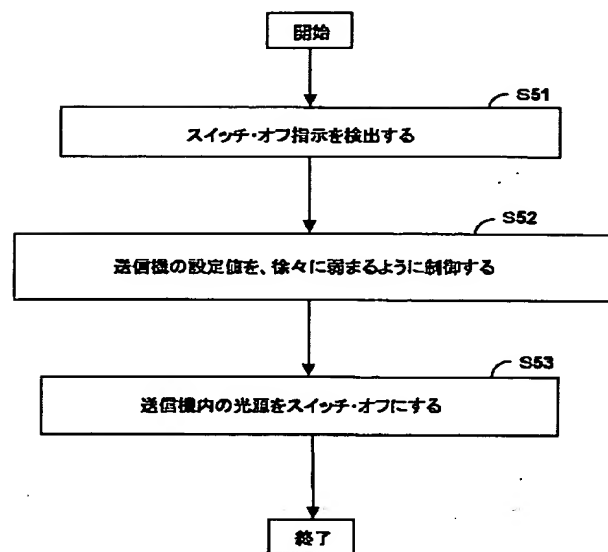 開始
S51
スイッチ・オフ指示を検出する
S52
送信機の設定値を、徐々に弱まるように制御する
S53
送信機内の光源をスイッチ・オフにする
終了